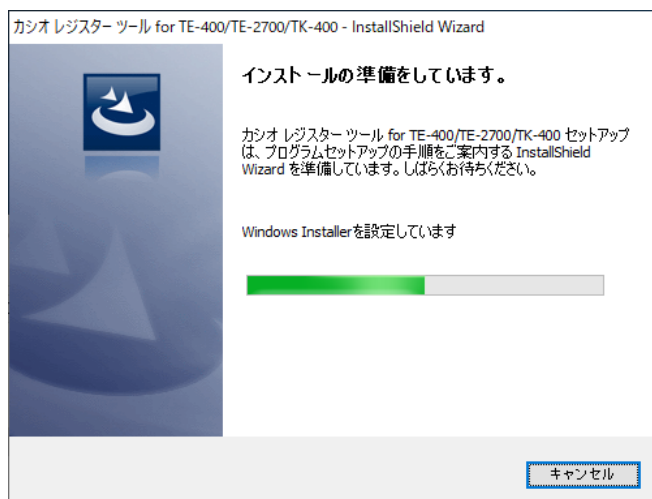 カシオ レジスター ツール for TE-400/TE-2700/TK-400 - InstallShield Wizard
インストールの準備をしています。
カシオ レジスター ツール for TE-400/TE-2700/TK-400 セットアップ
は、プログラムセットアップの手順をご案内する InstallShield
Wizard を準備しています。しばらくお待ちください。
Windows Installerを設定しています
キャンセル